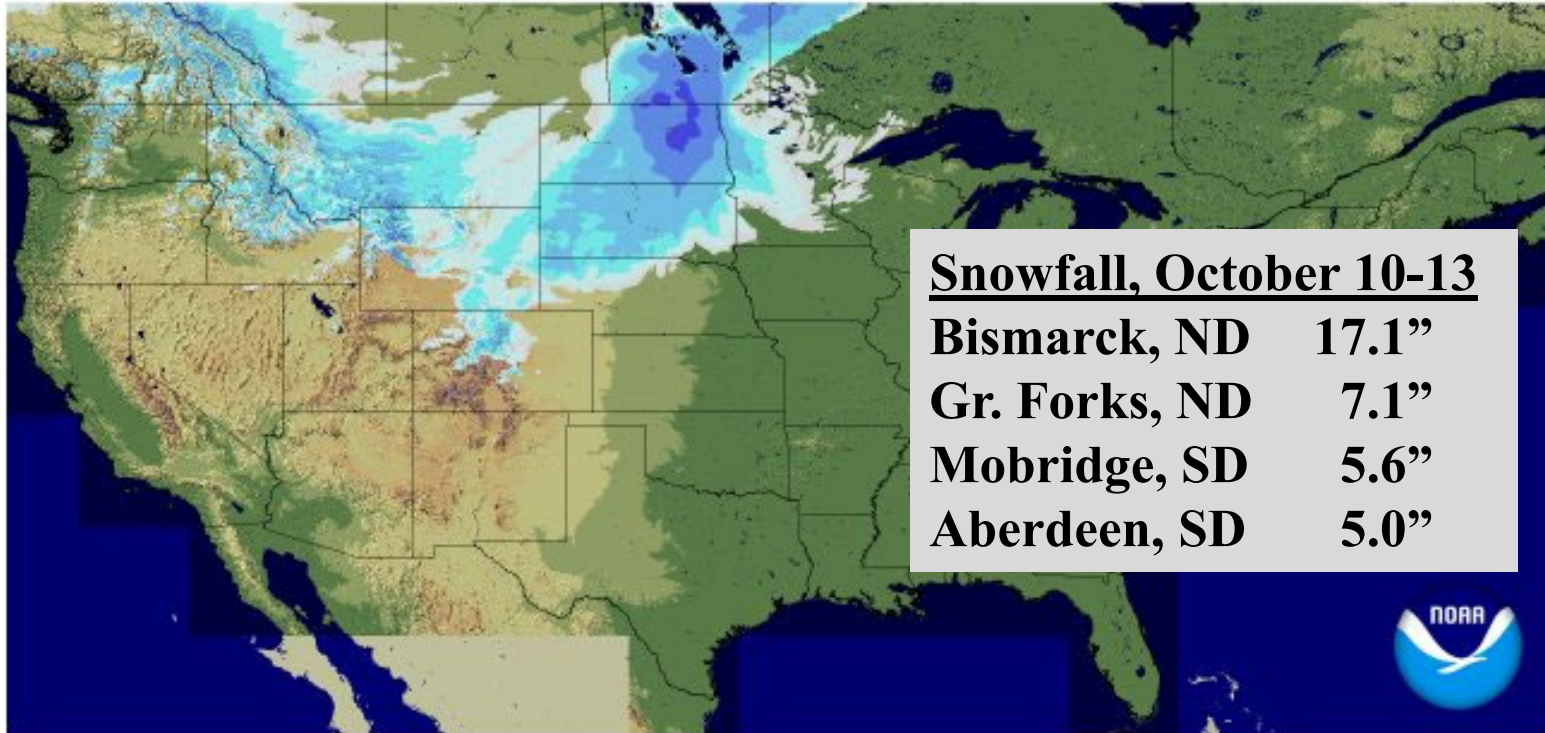 Snowfall, October 10-13
Bismarck, ND 17.1”
Gr. Forks, ND 7.1”
Mobridge, SD 5.6”
Aberdeen, SD 5.0”
NOAA